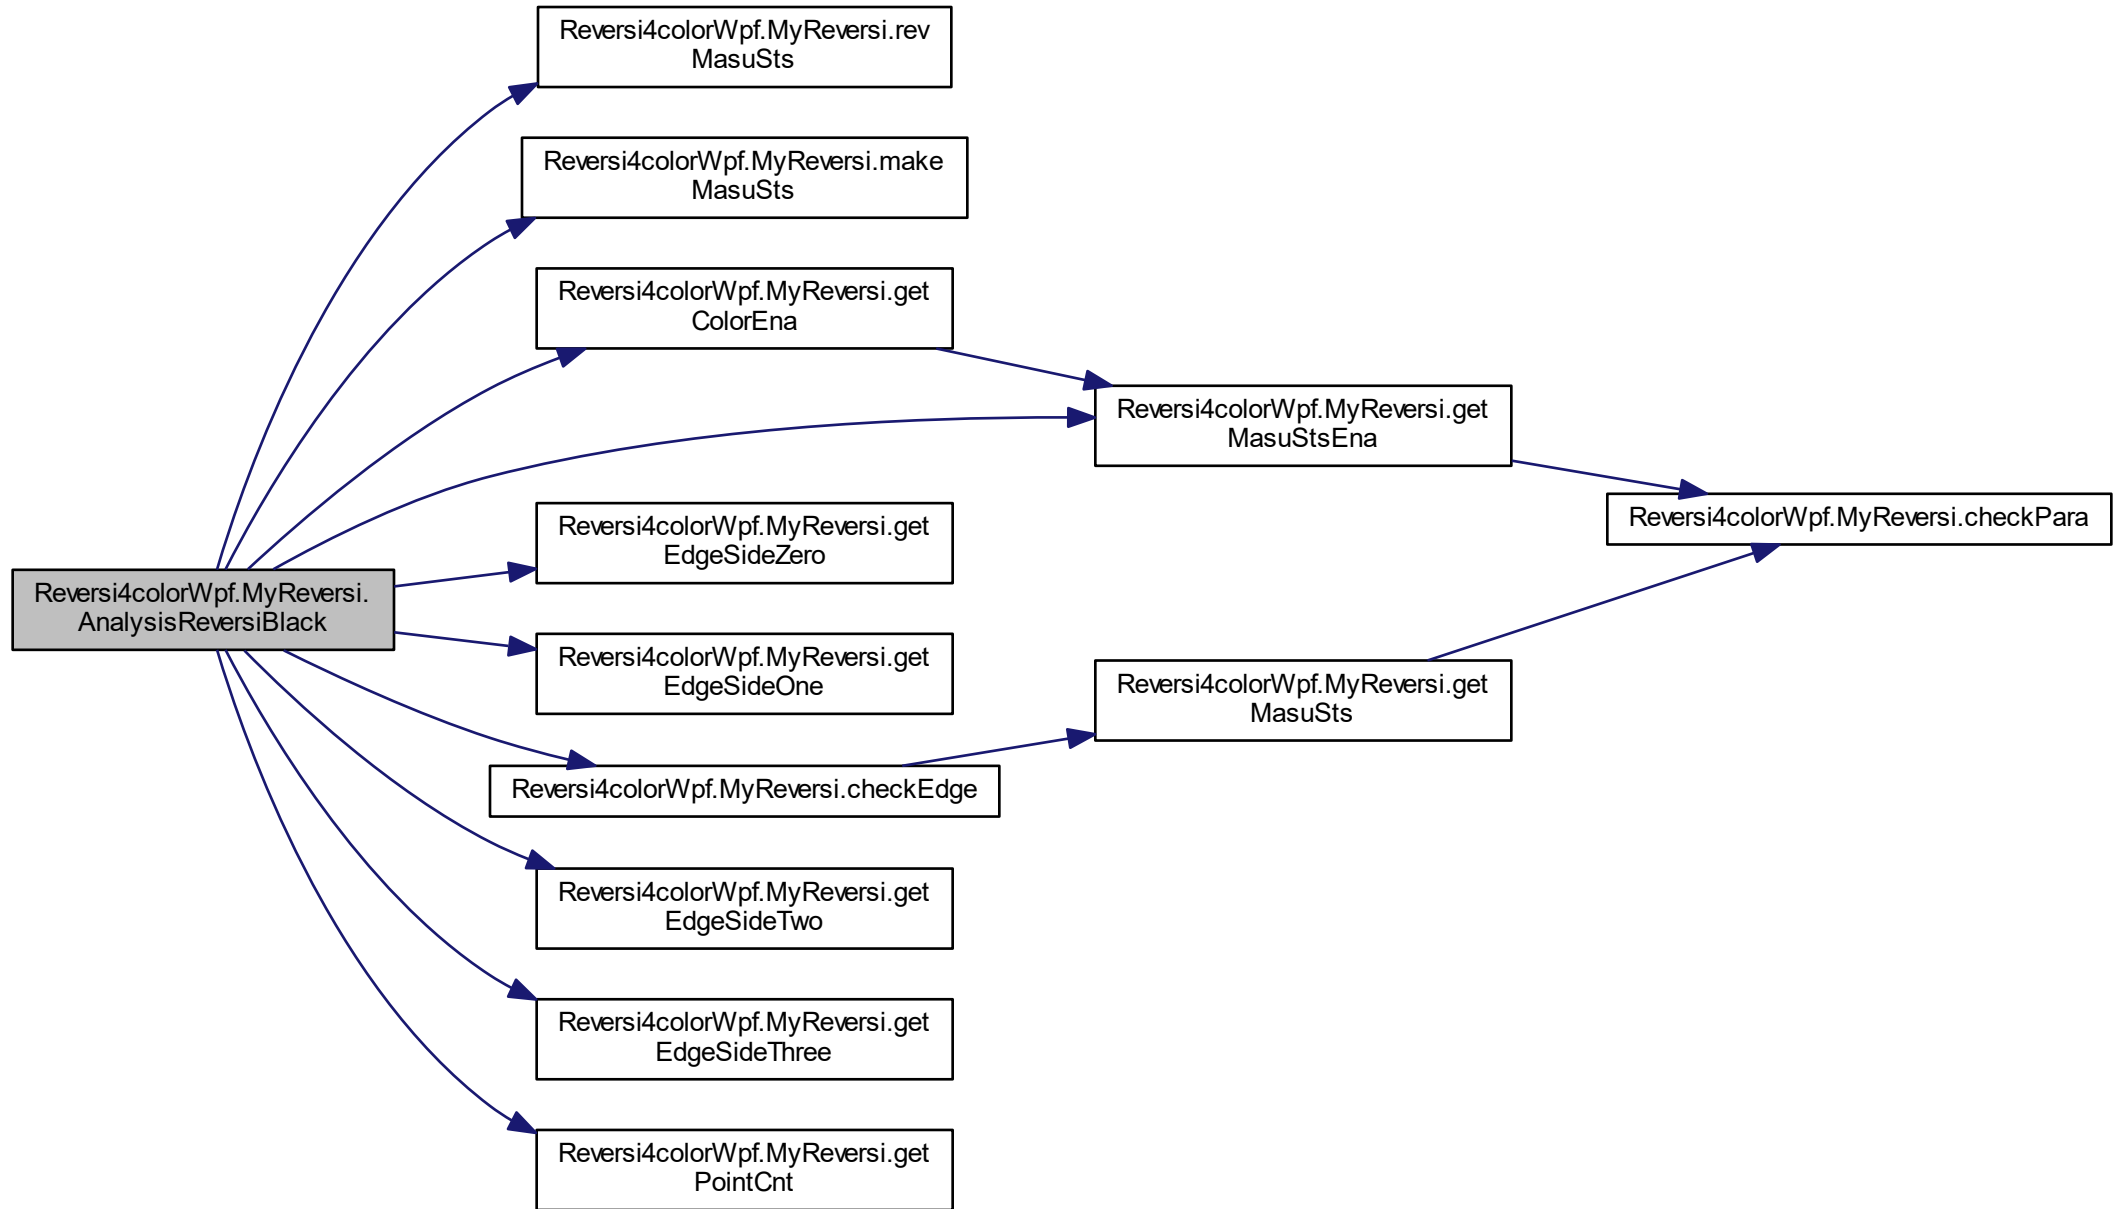 Reversi4colorWpf.MyReversi.rev
MasuSts
Reversi4colorWpf.MyReversi.make
MasuSts
Reversi4colorWpf.MyReversi.get
ColorEna
Reversi4colorWpf.MyReversi.get
MasuStsEna
Reversi4colorWpf.MyReversi.checkPara
Reversi4colorWpf.MyReversi.get
EdgeSideZero
Reversi4colorWpf.MyReversi.
AnalysisReversiBlack
Reversi4colorWpf.MyReversi.get
EdgeSideOne
Reversi4colorWpf.MyReversi.get
MasuSts
Reversi4colorWpf.MyReversi.checkEdge
Reversi4colorWpf.MyReversi.get
EdgeSideTwo
Reversi4colorWpf.MyReversi.get
EdgeSideThree
Reversi4colorWpf.MyReversi.get
PointCnt